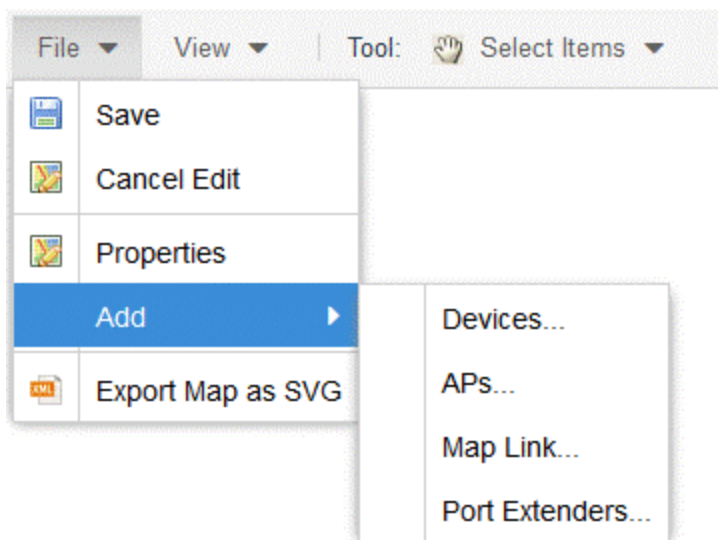 File View Tool: Select Items
Save
Cancel Edit
Properties
Add
Devices...
APs...
Export Map as SVG
Map Link...
Port Extenders...